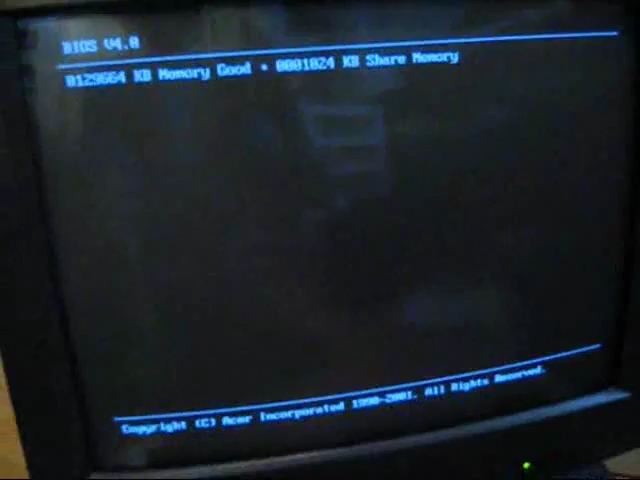 BIOS V4.0
0129664 KB Memory Good + 0001024 KB Share Memory
Copyright (C) Acer Incorporated 1990-2001. All Rights Reserved.